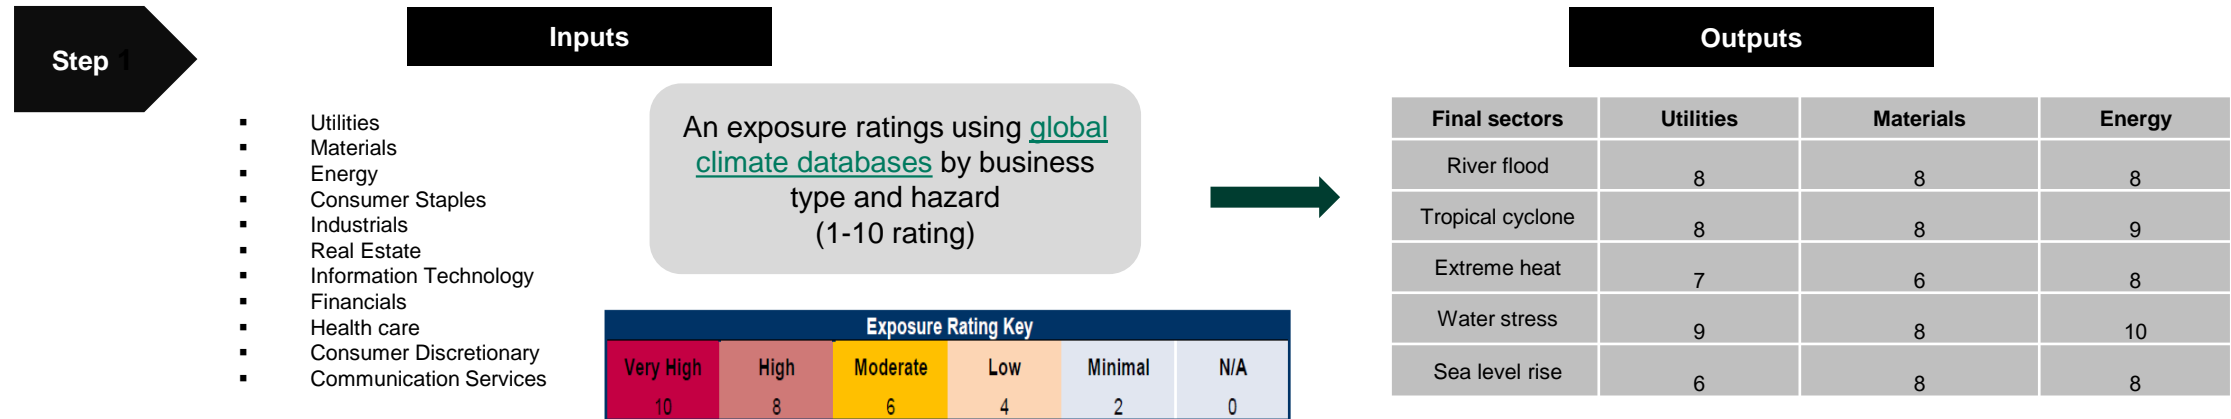 Step 1
Inputs
Outputs
▪ Utilities
▪ Materials
▪ Energy
▪ Consumer Staples
▪ Industrials
▪ Real Estate
▪ Information Technology
▪ Financials
▪ Health care
▪ Consumer Discretionary
▪ Communication Services
An exposure ratings using global
climate databases by business
type and hazard
(1-10 rating)
Exposure Rating Key
Very High High Moderate Low Minimal N/A
10 8 6 4 2 0
Final sectors Utilities Materials Energy
River flood 8 8 8
Tropical cyclone 8 8 9
Extreme heat 7 6 8
Water stress 9 8 10
Sea level rise 6 8 8